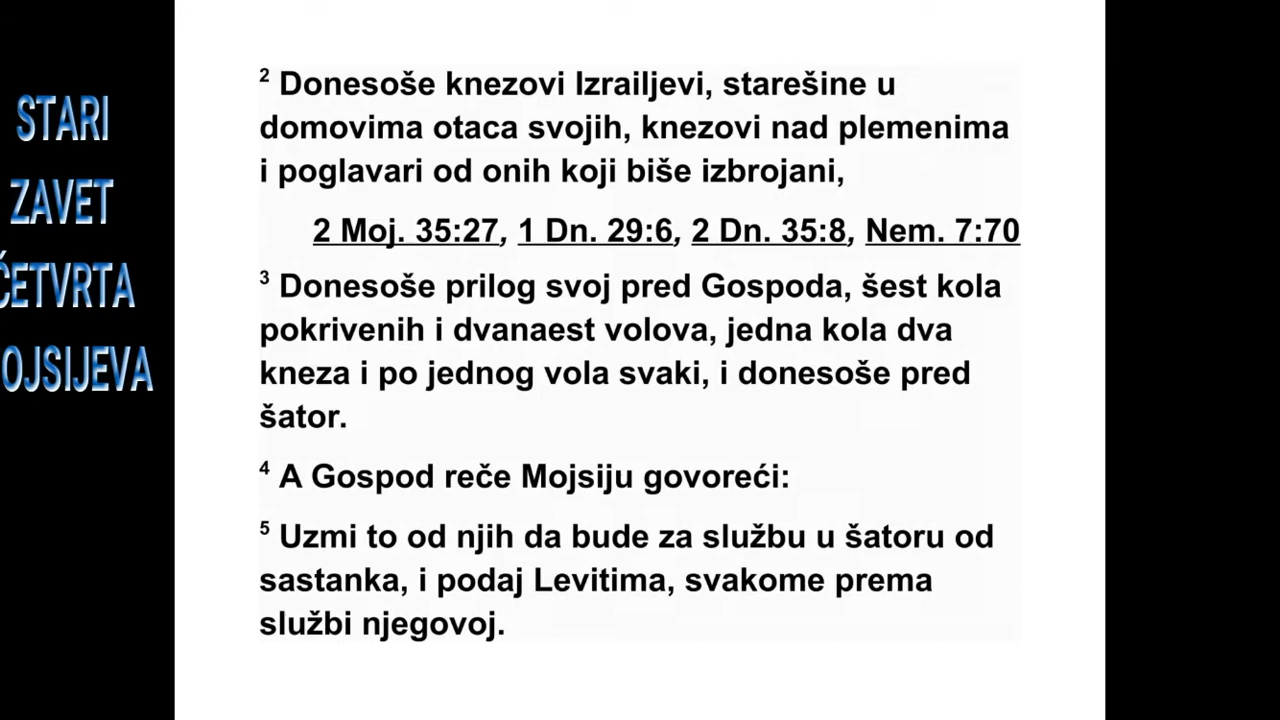 STARI
ZAVET
ČETVRTA
OJSIJEVA
2 Donesoše knezovi Izrailjevi, starešine u
domovima otaca svojih, knezovi nad plemenima
i poglavari od onih koji biše izbrojani,
2 Moj. 35:27, 1 Dn. 29:6, 2 Dn. 35:8, Nem. 7:70
3 Donesoše prilog svoj pred Gospoda, šest kola
pokrivenih i dvanaest volova, jedna kola dva
kneza i po jednog vola svaki, i donesoše pred
šator.
4 A Gospod reče Mojsiju govoreći:
5 Uzmi to od njih da bude za službu u šatoru od
sastanka, i podaj Levitima, svakome prema
službi njegovoj.